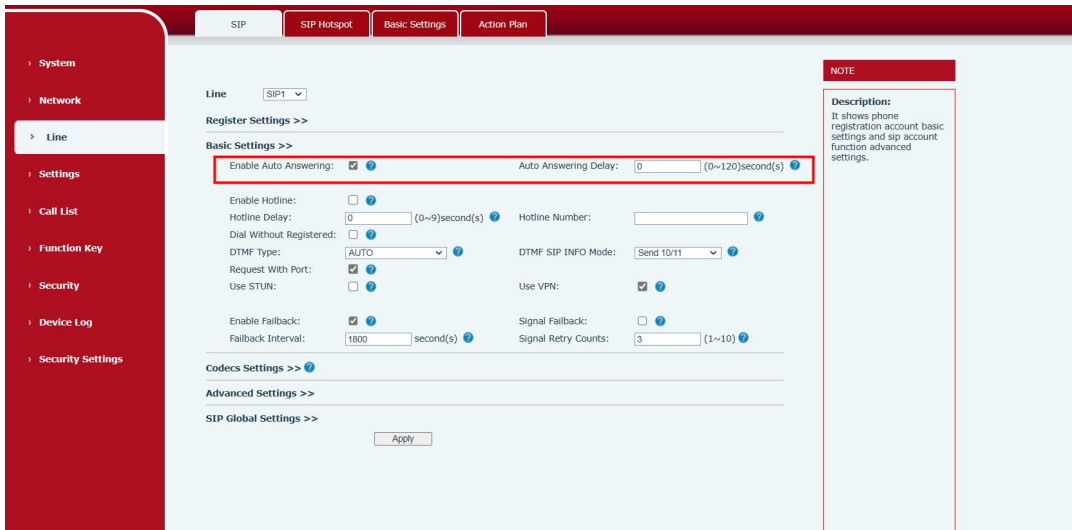 SIP SIP Hotspot Basic Settings Action Plan
› System
› Network
› Line
› Settings
› Call List
› Function Key
› Security
› Device Log
› Security Settings
Line SIP1
Register Settings >>
Basic Settings >>
Enable Auto Answering: Auto Answering Delay: 0 (0~120)second(s)
Enable Hotline:
Hotline Delay: 0 (0~9)second(s) Hotline Number:
Dial Without Registered:
DTMF Type: AUTO DTMF SIP INFO Mode: Send 10/11
Request With Port:
Use STUN: Use VPN:
Enable Failback: Signal Failback:
Failback Interval: 1800 second(s) Signal Retry Counts: 3 (1~10)
Codecs Settings >>
Advanced Settings >>
SIP Global Settings >>
Apply
NOTE
Description:
It shows phone
registration account basic
settings and sip account
function advanced
settings.